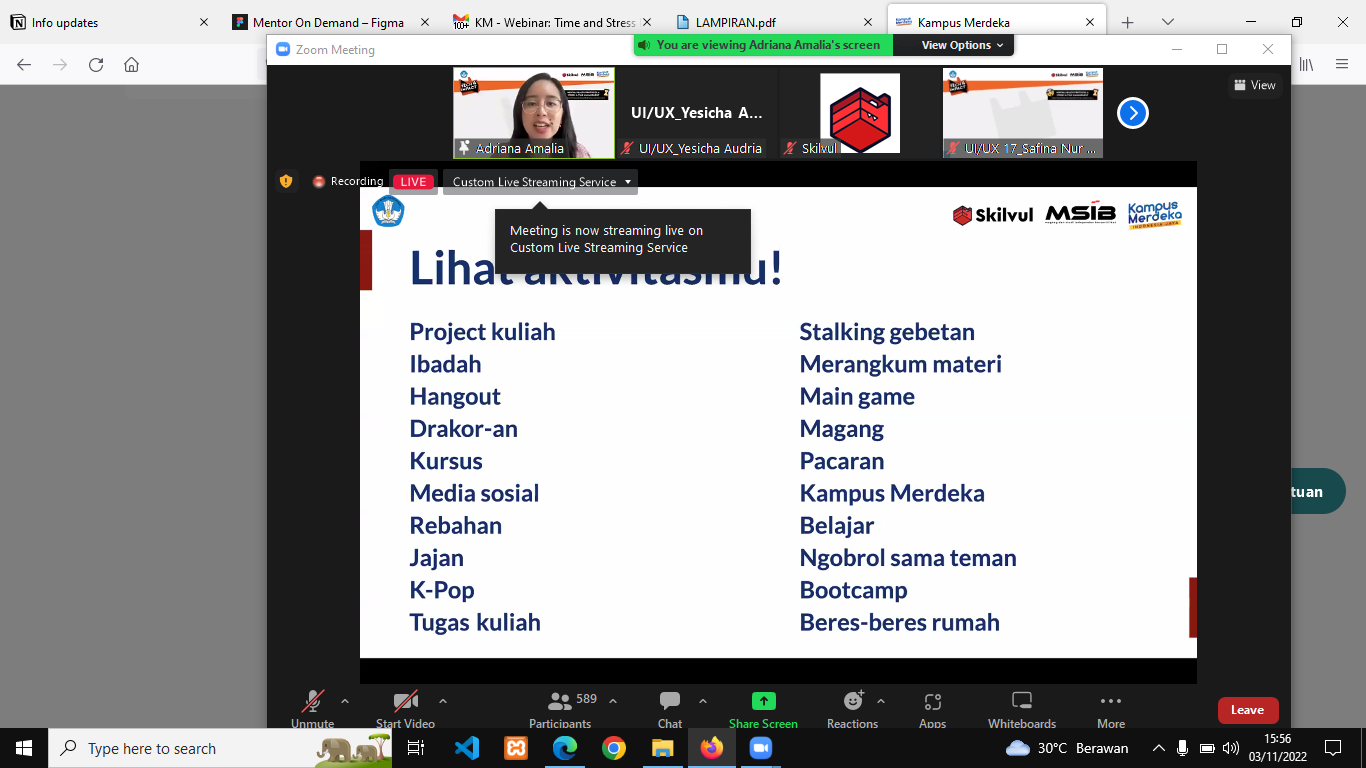 Info updates
Mentor On Demand – Figma
KM - Webinar: Time and Stress
LAMPIRAN.pdf
Kampus Merdeka
Zoom Meeting
You are viewing Adriana Amalia's screen
View Options
View
UI/UX_Yesicha A...
Adriana Amalia
UI/UX_Yesicha Audria
Skilvul
UI/UX 17_Safina Nur ...
Recording
LIVE
Custom Live Streaming Service
Meeting is now streaming live on
Custom Live Streaming Service
Skilvul
MSIB
Kampus
Merdeka
INDONESIA JAYA
Lihat aktivitasmu!
Project kuliah
Ibadah
Hangout
Drakor-an
Kursus
Media sosial
Rebahan
Jajan
K-Pop
Tugas kuliah
Stalking gebetan
Merangkum materi
Main game
Magang
Pacaran
Kampus Merdeka
Belajar
Ngobrol sama teman
Bootcamp
Beres-beres rumah
tuan
Unmute
Start Video
589
Participants
Chat
Share Screen
Reactions
Apps
Whiteboards
More
Leave
Type here to search
30°C Berawan
15:56
03/11/2022